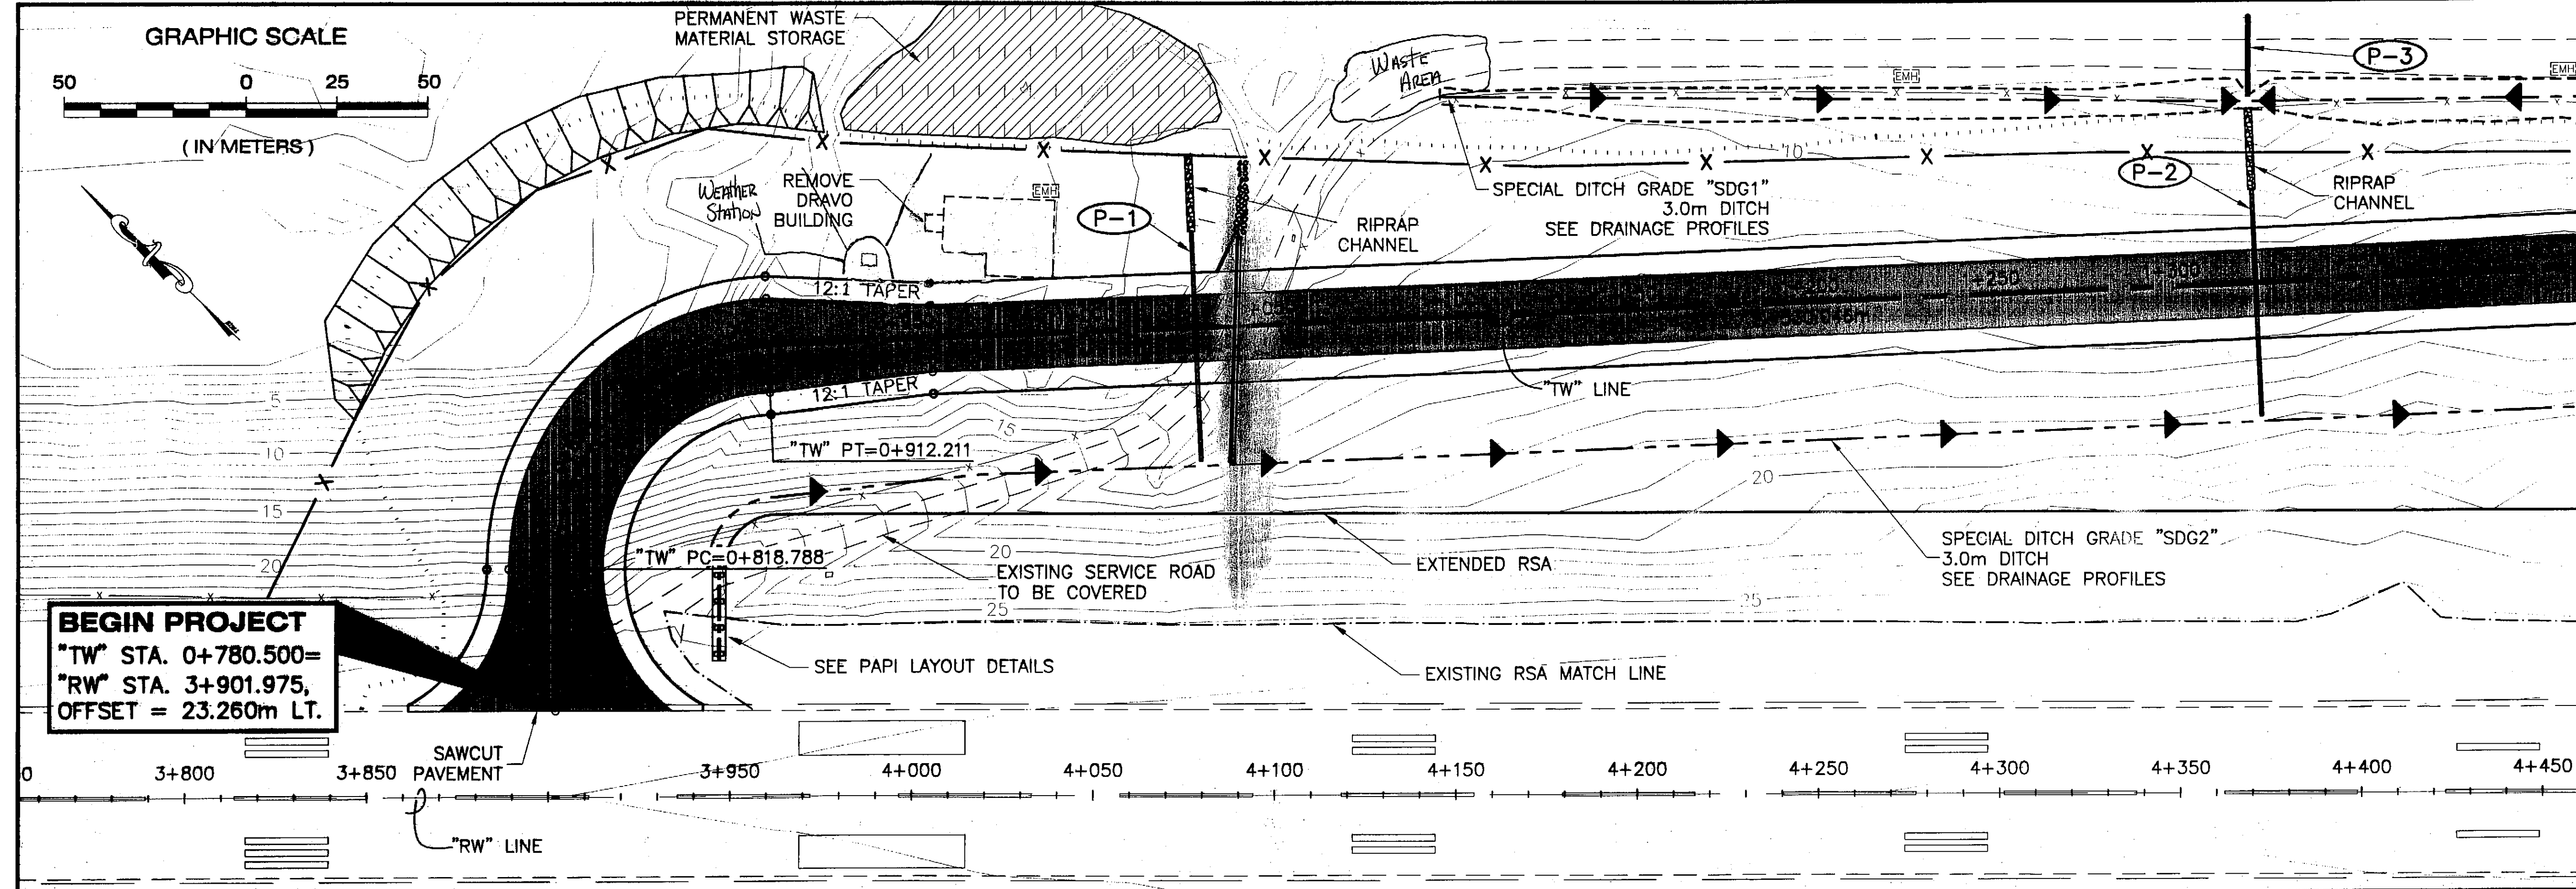 GRAPHIC SCALE
50 0 25 50
( IN METERS )
PERMANENT WASTE
MATERIAL STORAGE
WASTE
AREA
P-3
EMH
EMH
10
P-2
RIPRAP
CHANNEL
SPECIAL DITCH GRADE "SDG1"
3.0m DITCH
SEE DRAINAGE PROFILES
WEATHER
STATION
REMOVE
DRAVO
BUILDING
EMH
P-1
RIPRAP
CHANNEL
12:1 TAPER
+250
1+300
12:1 TAPER
"TW" LINE
5
10
15
20
15
"TW" PT=0+912.211
20
"TW" PC=0+818.788
20
EXISTING SERVICE ROAD
TO BE COVERED
25
EXTENDED RSA
SPECIAL DITCH GRADE "SDG2"
3.0m DITCH
SEE DRAINAGE PROFILES
25
BEGIN PROJECT
"TW" STA. 0+780.500=
"RW" STA. 3+901.975,
OFFSET = 23.260m LT.
SEE PAPI LAYOUT DETAILS
EXISTING RSA MATCH LINE
SAWCUT
PAVEMENT
0 3+800 3+850 3+950 4+000 4+050 4+100 4+150 4+200 4+250 4+300 4+350 4+400 4+450
"RW" LINE